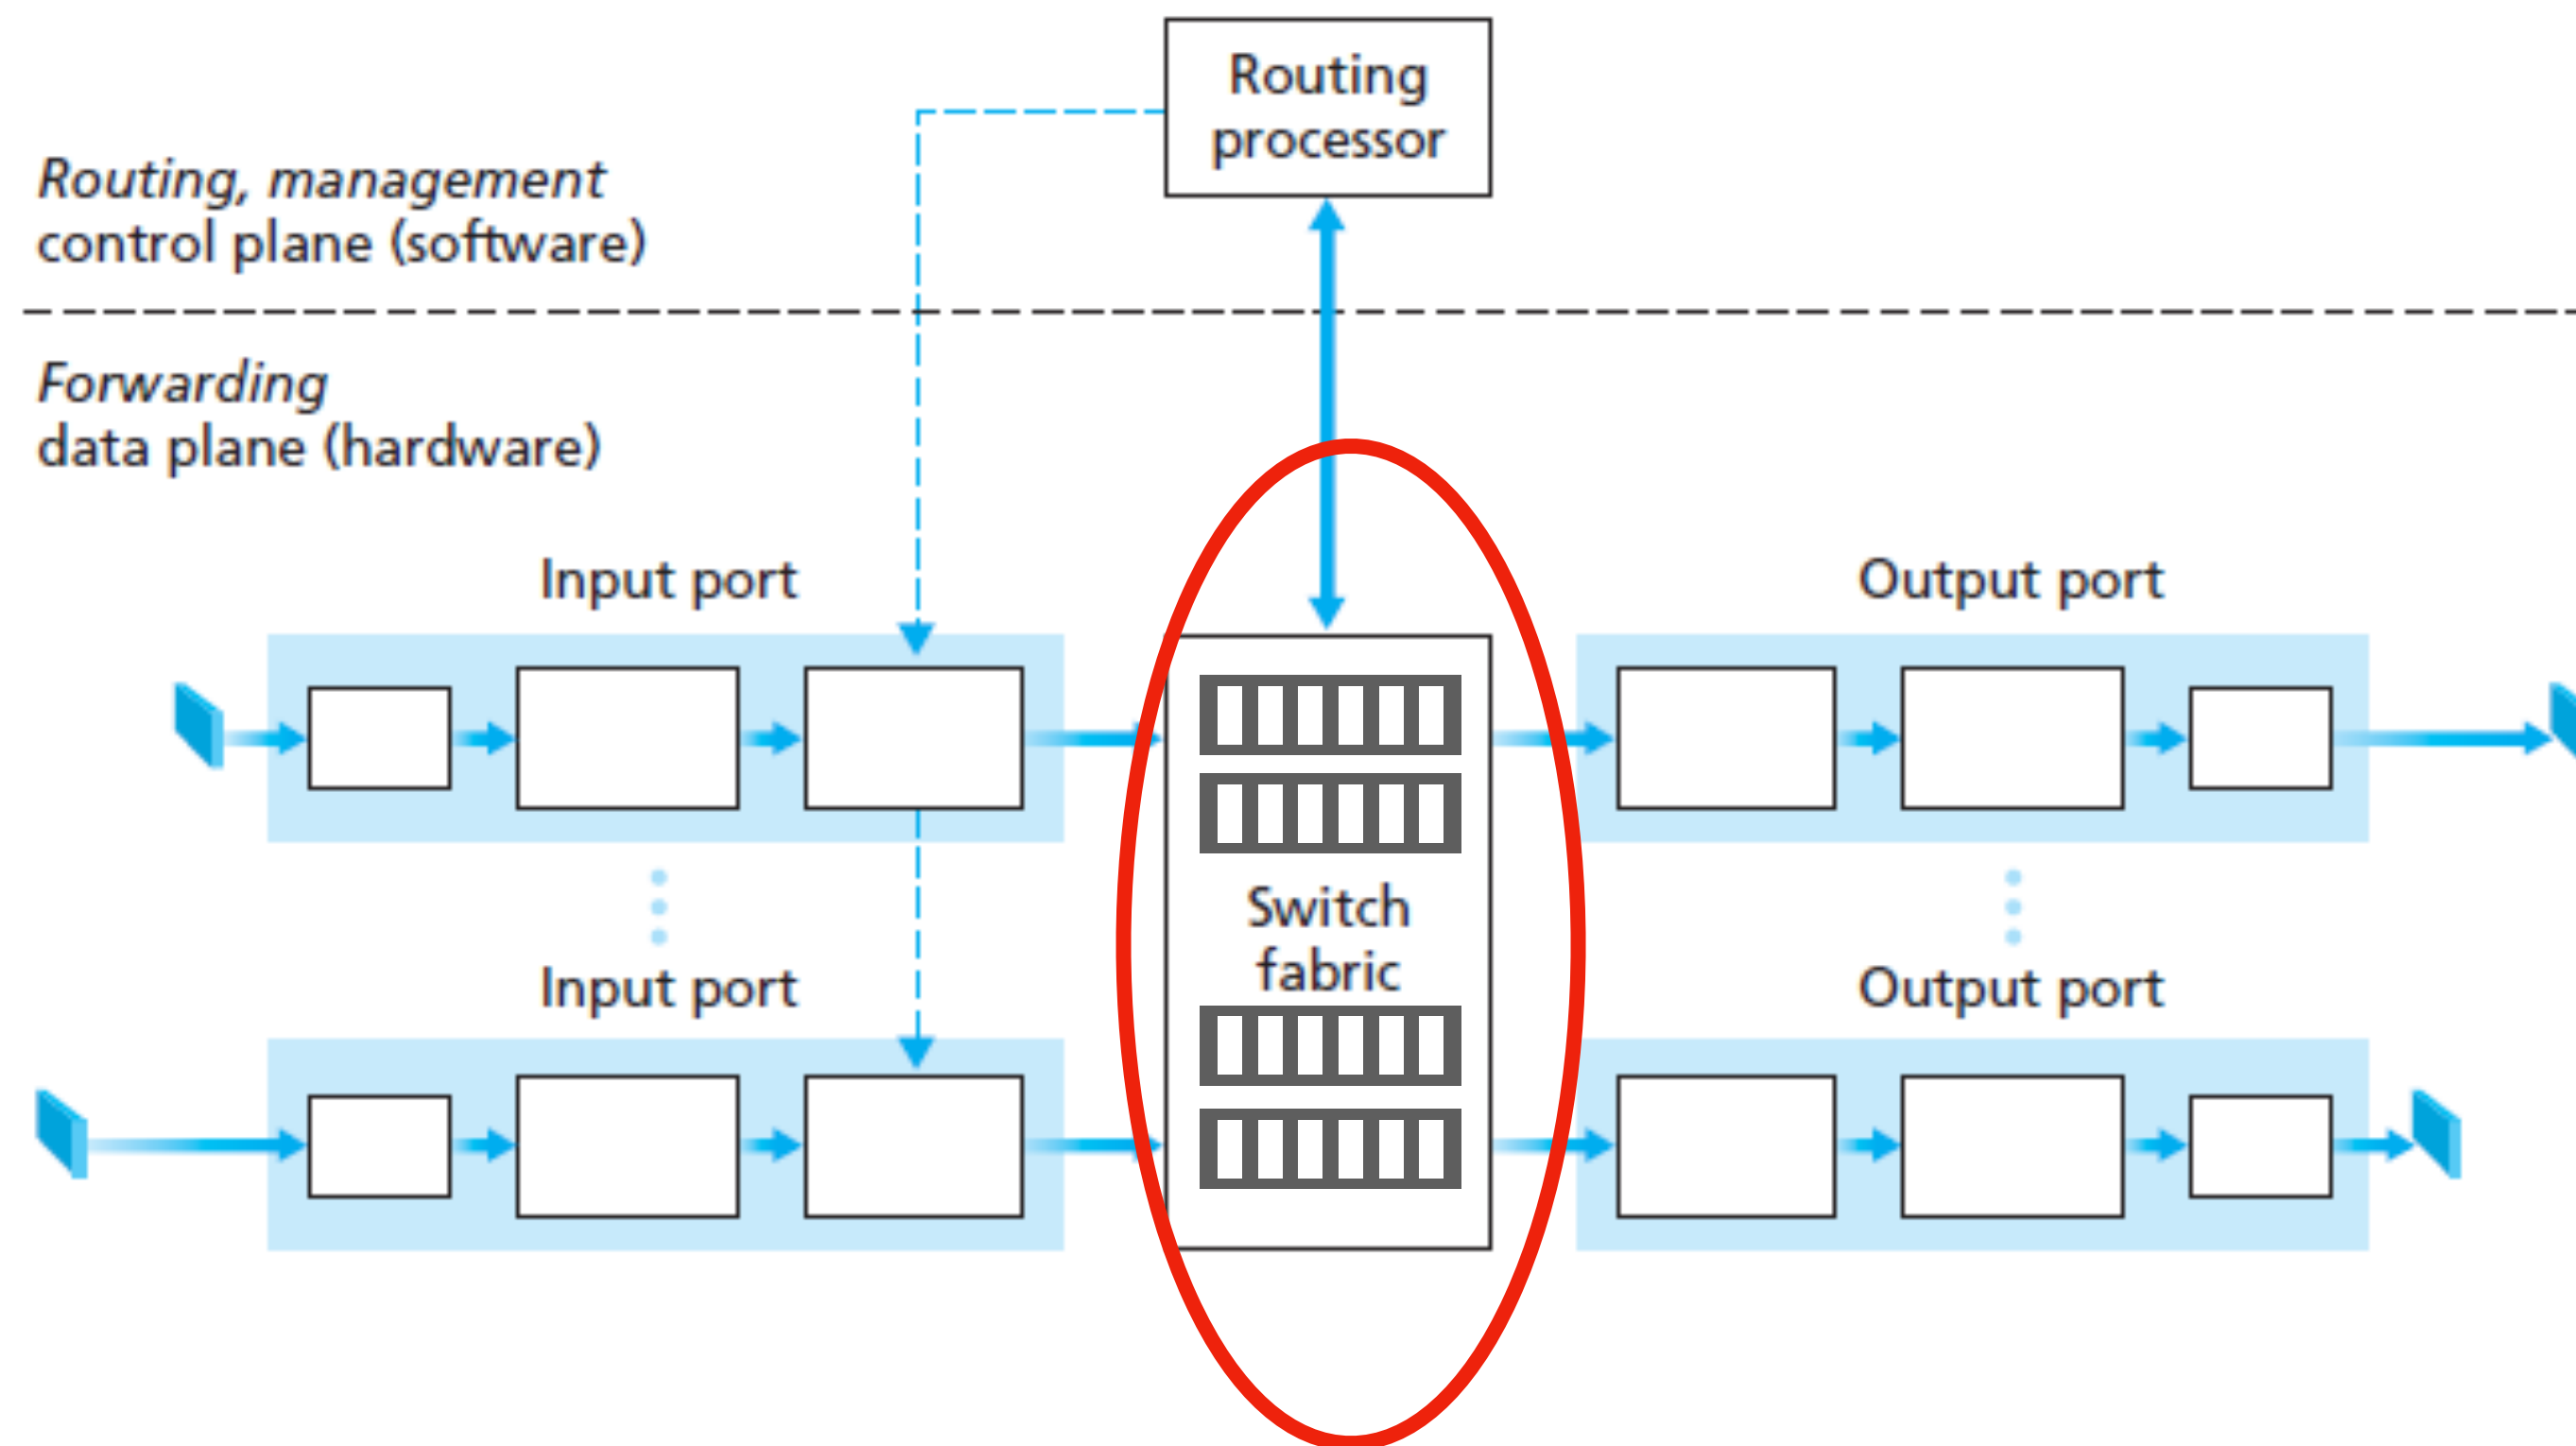 Routing
processor
Routing, management
control plane (software)
Forwarding
data plane (hardware)
Input port
Output port
Switch
fabric
Input port
Output port